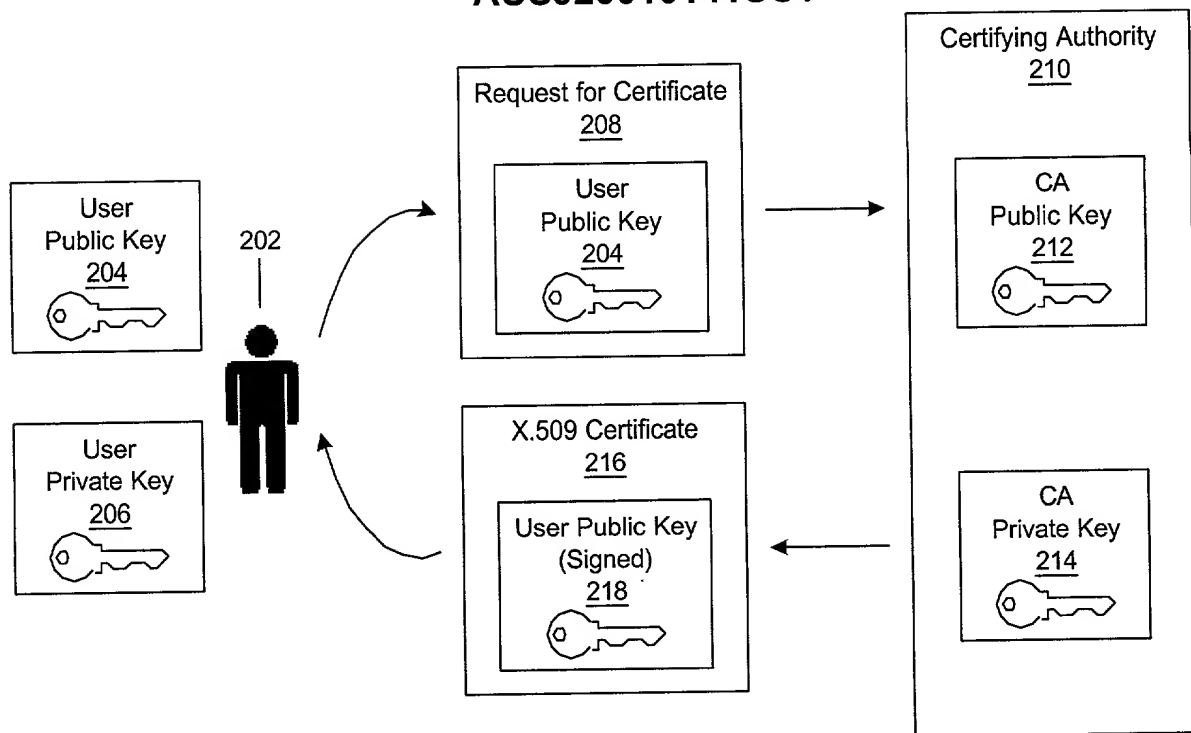 Certifying Authority
210
Request for Certificate
208
User
Public Key
204
CA
Public Key
212
User
Public Key
204
202
X.509 Certificate
216
User
Private Key
206
User Public Key
(Signed)
218
CA
Private Key
214